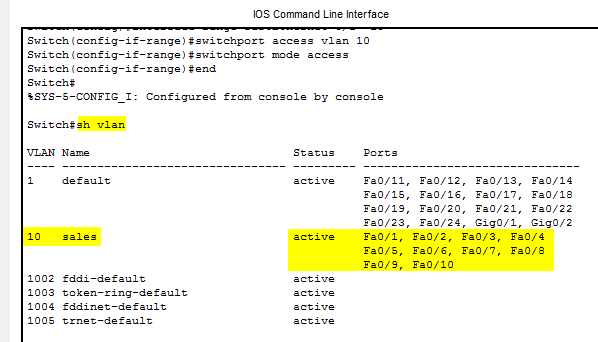 IOS Command Line Interface
Switch(config-if-range)#switchport access vlan 10
Switch(config-if-range)#switchport mode access
Switch(config-if-range)#end
Switch#
%SYS-5-CONFIG_I: Configured from console by console
Switch#sh vlan
VLAN Name Status Ports
---- -------------------------------- --------- -------------------------------
1 default active Fa0/11, Fa0/12, Fa0/13, Fa0/14
Fa0/15, Fa0/16, Fa0/17, Fa0/18
Fa0/19, Fa0/20, Fa0/21, Fa0/22
Fa0/23, Fa0/24, Gig0/1, Gig0/2
10 sales active Fa0/1, Fa0/2, Fa0/3, Fa0/4
Fa0/5, Fa0/6, Fa0/7, Fa0/8
Fa0/9, Fa0/10
1002 fddi-default active
1003 token-ring-default active
1004 fddinet-default active
1005 trnet-default active